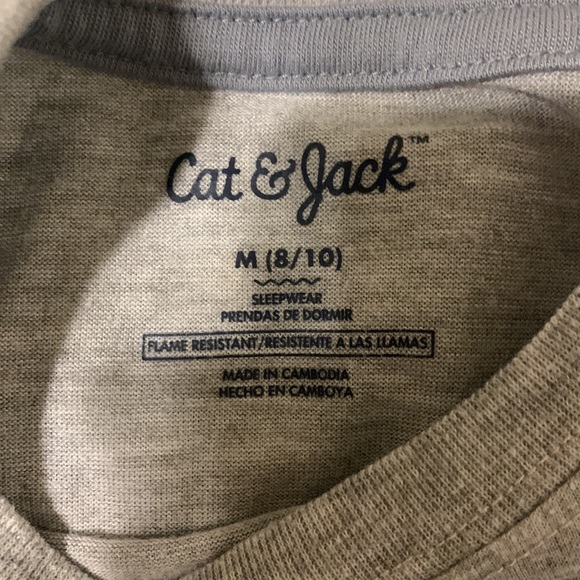 Cat & Jack™
M (8/10)
SLEEPWEAR
PRENDAS DE DORMIR
FLAME RESISTANT/RESISTENTE A LAS LLAMAS
MADE IN CAMBODIA
HECHO EN CAMBOYA